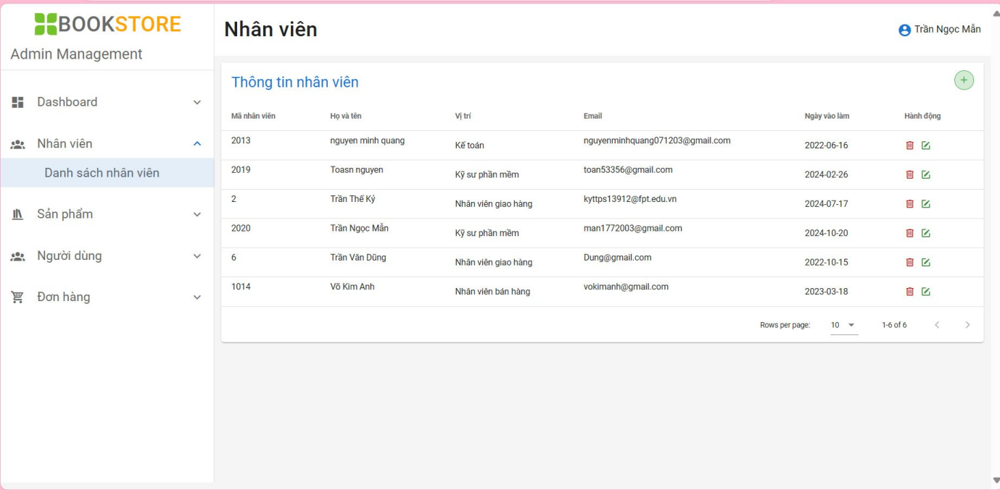 BOOKSTORE
Admin Management
Dashboard
Nhân viên
Danh sách nhân viên
Sản phẩm
Người dùng
Đơn hàng
Nhân viên
Trần Ngọc Mẫn
Thông tin nhân viên
Mã nhân viên Họ và tên Vị trí Email Ngày vào làm Hành động
2013 nguyen minh quang Kế toán nguyenminhquang071203@gmail.com 2022-06-16
2019 Toasn nguyen Kỹ sư phần mềm toan53356@gmail.com 2024-02-26
2 Trần Thế Kỷ Nhân viên giao hàng kyttps13912@fpt.edu.vn 2024-07-17
2020 Trần Ngọc Mẫn Kỹ sư phần mềm man1772003@gmail.com 2024-10-20
6 Trần Văn Dũng Nhân viên giao hàng Dung@gmail.com 2022-10-15
1014 Võ Kim Anh Nhân viên bán hàng vokimanh@gmail.com 2023-03-18
Rows per page: 10 1-6 of 6